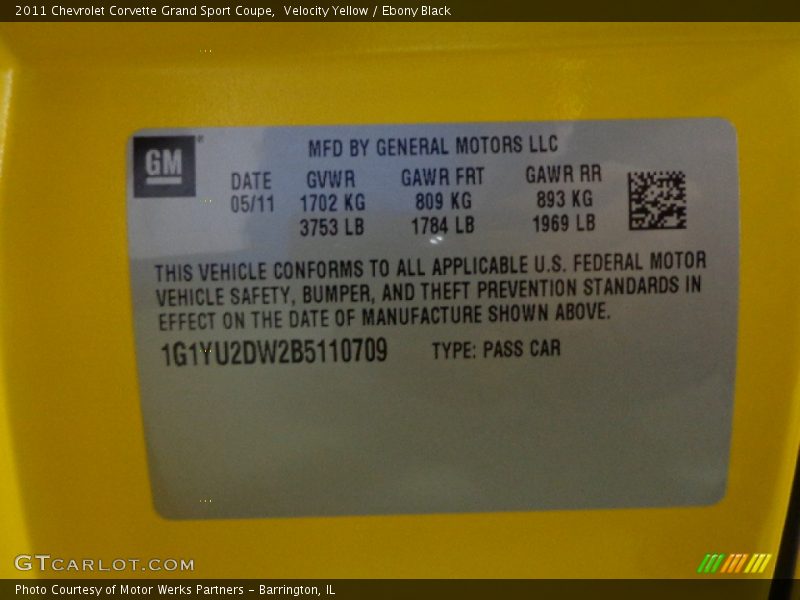 2011 Chevrolet Corvette Grand Sport Coupe,  Velocity Yellow / Ebony Black
GM
MFD BY GENERAL MOTORS LLC
DATE GVWR GAWR FRT GAWR RR
05/11 1702 KG 809 KG 893 KG
3753 LB 1784 LB 1969 LB
THIS VEHICLE CONFORMS TO ALL APPLICABLE U.S. FEDERAL MOTOR
VEHICLE SAFETY, BUMPER, AND THEFT PREVENTION STANDARDS IN
EFFECT ON THE DATE OF MANUFACTURE SHOWN ABOVE.
1G1YU2DW2B5110709 TYPE: PASS CAR
GTCARLOT.COM
Photo Courtesy of Motor Werks Partners - Barrington, IL